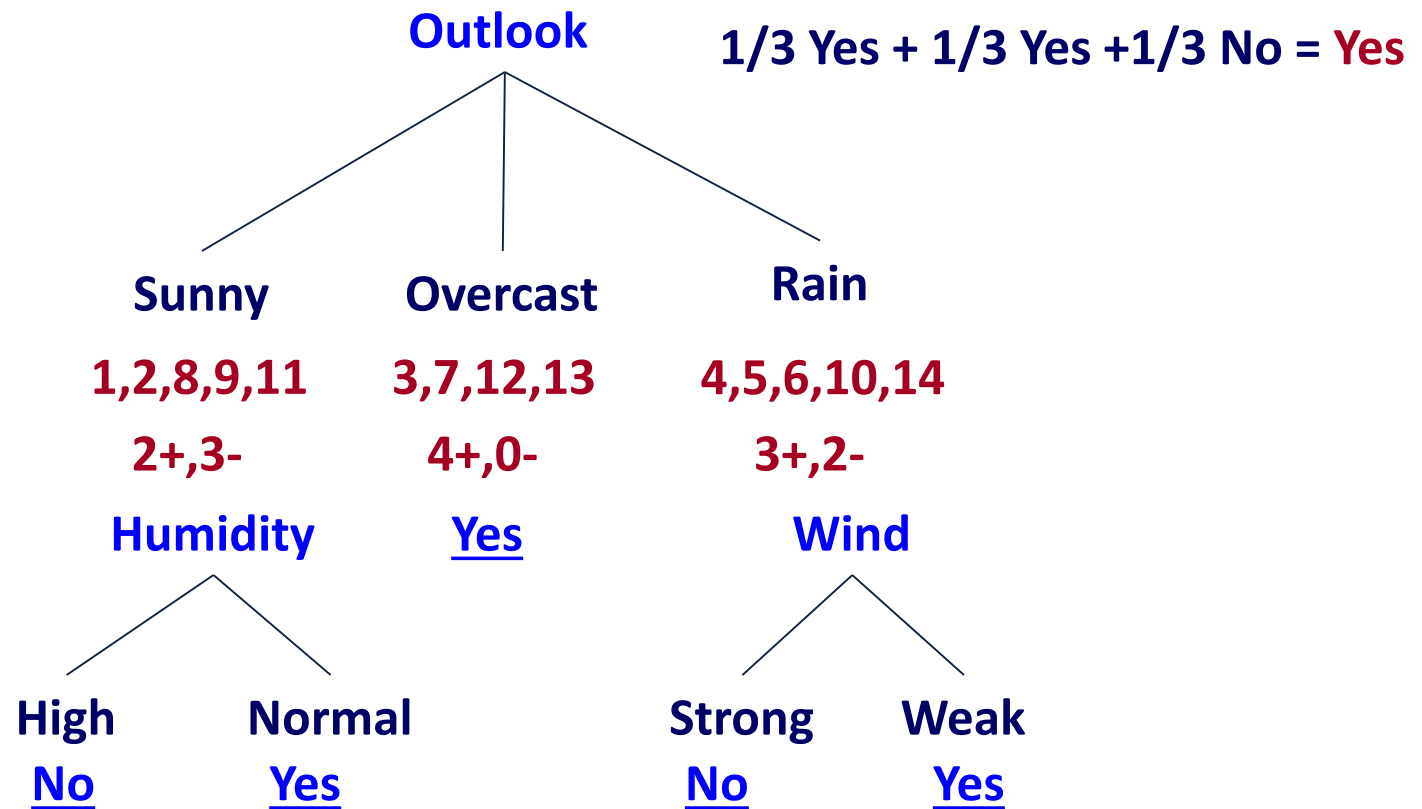 Outlook
1/3 Yes + 1/3 Yes +1/3 No = Yes
Sunny Overcast Rain
1,2,8,9,11 3,7,12,13 4,5,6,10,14
2+,3- 4+,0- 3+,2-
Humidity Yes Wind
High Normal Strong Weak
No Yes No Yes